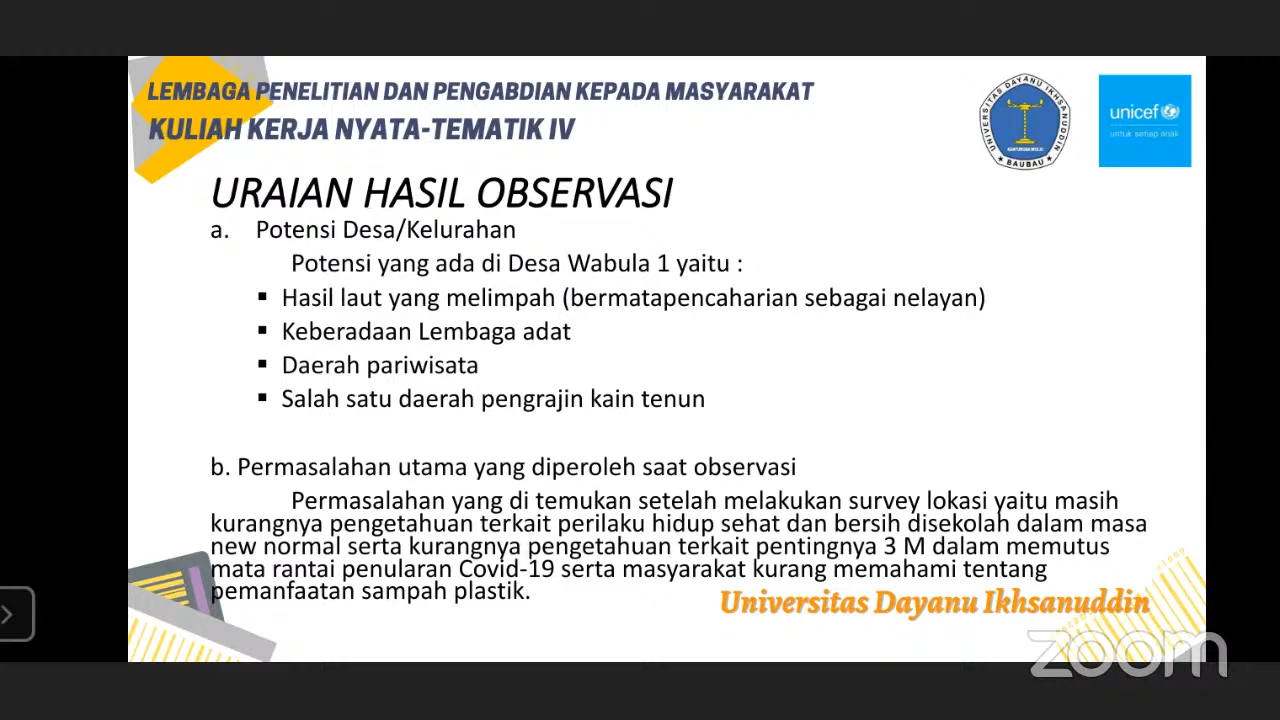 LEMBAGA PENELITIAN DAN PENGABDIAN KEPADA MASYARAKAT
KULIAH KERJA NYATA-TEMATIK IV
UNIVERSITAS DAYANU IKHSANUDDIN
BAUBAU
unicef
untuk setiap anak
URAIAN HASIL OBSERVASI
a. Potensi Desa/Kelurahan
Potensi yang ada di Desa Wabula 1 yaitu :
▪ Hasil laut yang melimpah (bermatapencaharian sebagai nelayan)
▪ Keberadaan Lembaga adat
▪ Daerah pariwisata
▪ Salah satu daerah pengrajin kain tenun
b. Permasalahan utama yang diperoleh saat observasi
Permasalahan yang di temukan setelah melakukan survey lokasi yaitu masih
kurangnya pengetahuan terkait perilaku hidup sehat dan bersih disekolah dalam masa
new normal serta kurangnya pengetahuan terkait pentingnya 3 M dalam memutus
mata rantai penularan Covid-19 serta masyarakat kurang memahami tentang
pemanfaatan sampah plastik.
Universitas Dayanu Ikhsanuddin
zoom